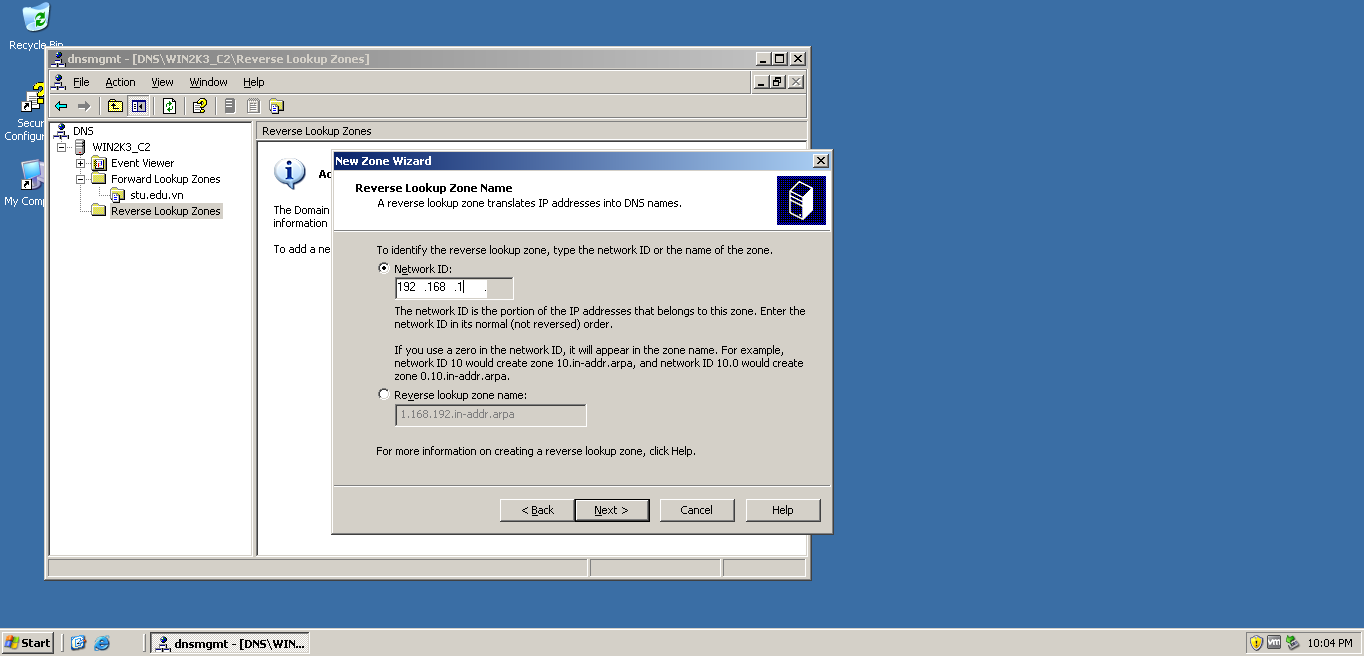 Recycle Bin
Secur
Configur
My Comp
dnsmgmt - [DNS\WIN2K3_C2\Reverse Lookup Zones]
File Action View Window Help
DNS
WIN2K3_C2
Event Viewer
Forward Lookup Zones
stu.edu.vn
Reverse Lookup Zones
Reverse Lookup Zones
Ad
The Domain
information
To add a ne
New Zone Wizard
Reverse Lookup Zone Name
A reverse lookup zone translates IP addresses into DNS names.
To identify the reverse lookup zone, type the network ID or the name of the zone.
Network ID:
192 .168 .1 .
The network ID is the portion of the IP addresses that belongs to this zone. Enter the
network ID in its normal (not reversed) order.
If you use a zero in the network ID, it will appear in the zone name. For example,
network ID 10 would create zone 10.in-addr.arpa, and network ID 10.0 would create
zone 0.10.in-addr.arpa.
Reverse lookup zone name:
1.168.192.in-addr.arpa
For more information on creating a reverse lookup zone, click Help.
< Back Next > Cancel Help
Start dnsmgmt - [DNS\WIN... vm 10:04 PM